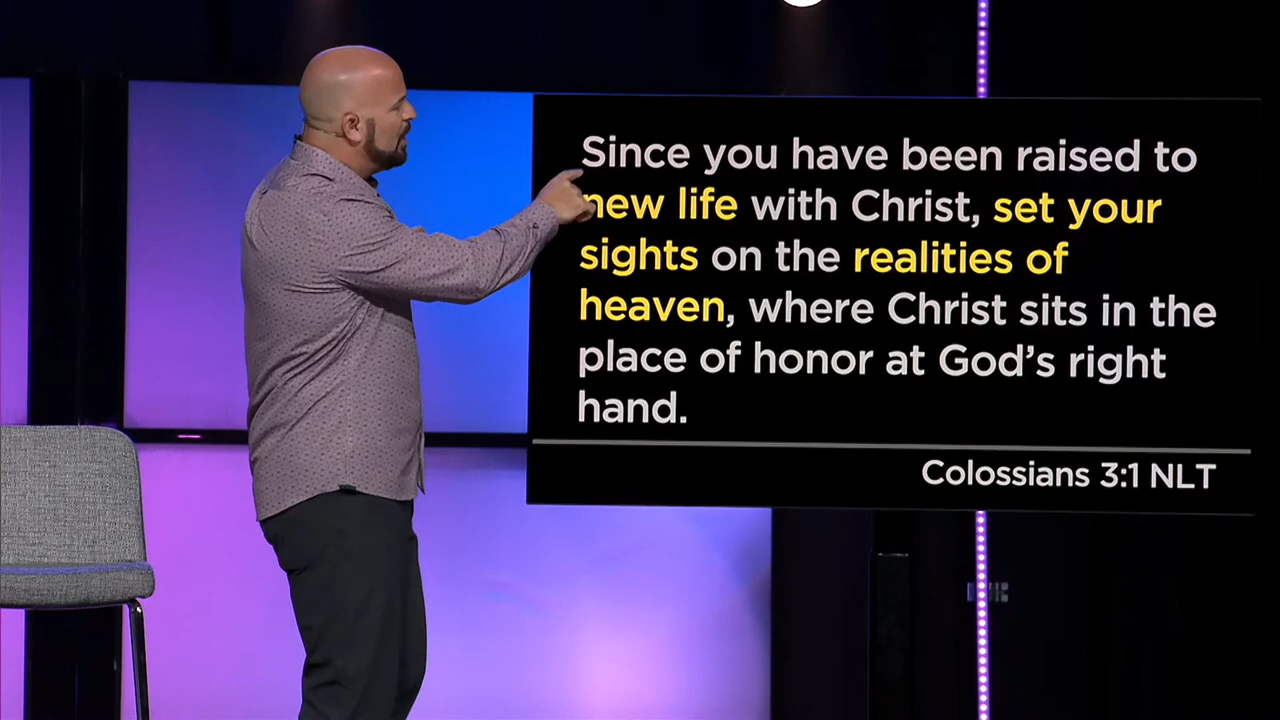 Since you have been raised to
new life with Christ, set your
sights on the realities of
heaven, where Christ sits in the
place of honor at God’s right
hand.
Colossians 3:1 NLT